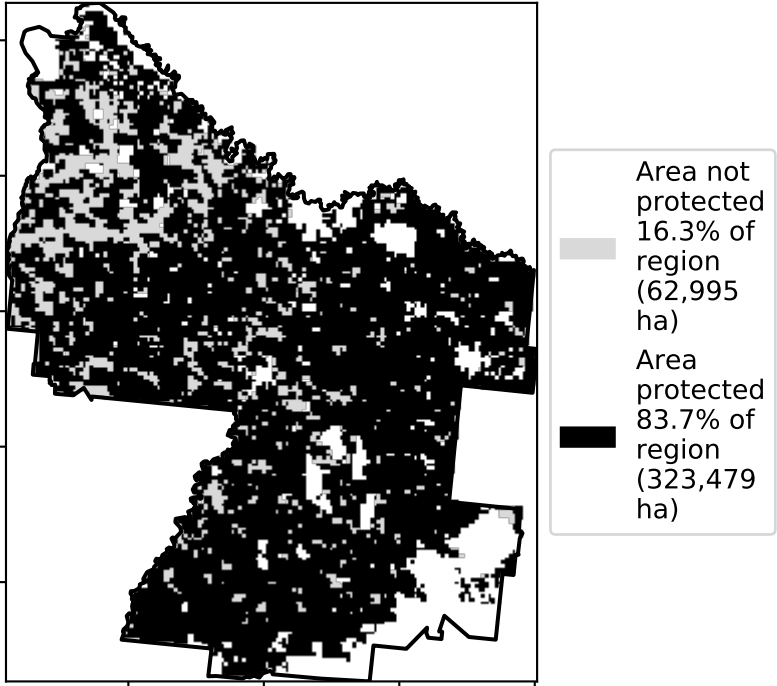 Area not
protected
16.3% of
region
(62,995
ha)
Area
protected
83.7% of
region
(323,479
ha)